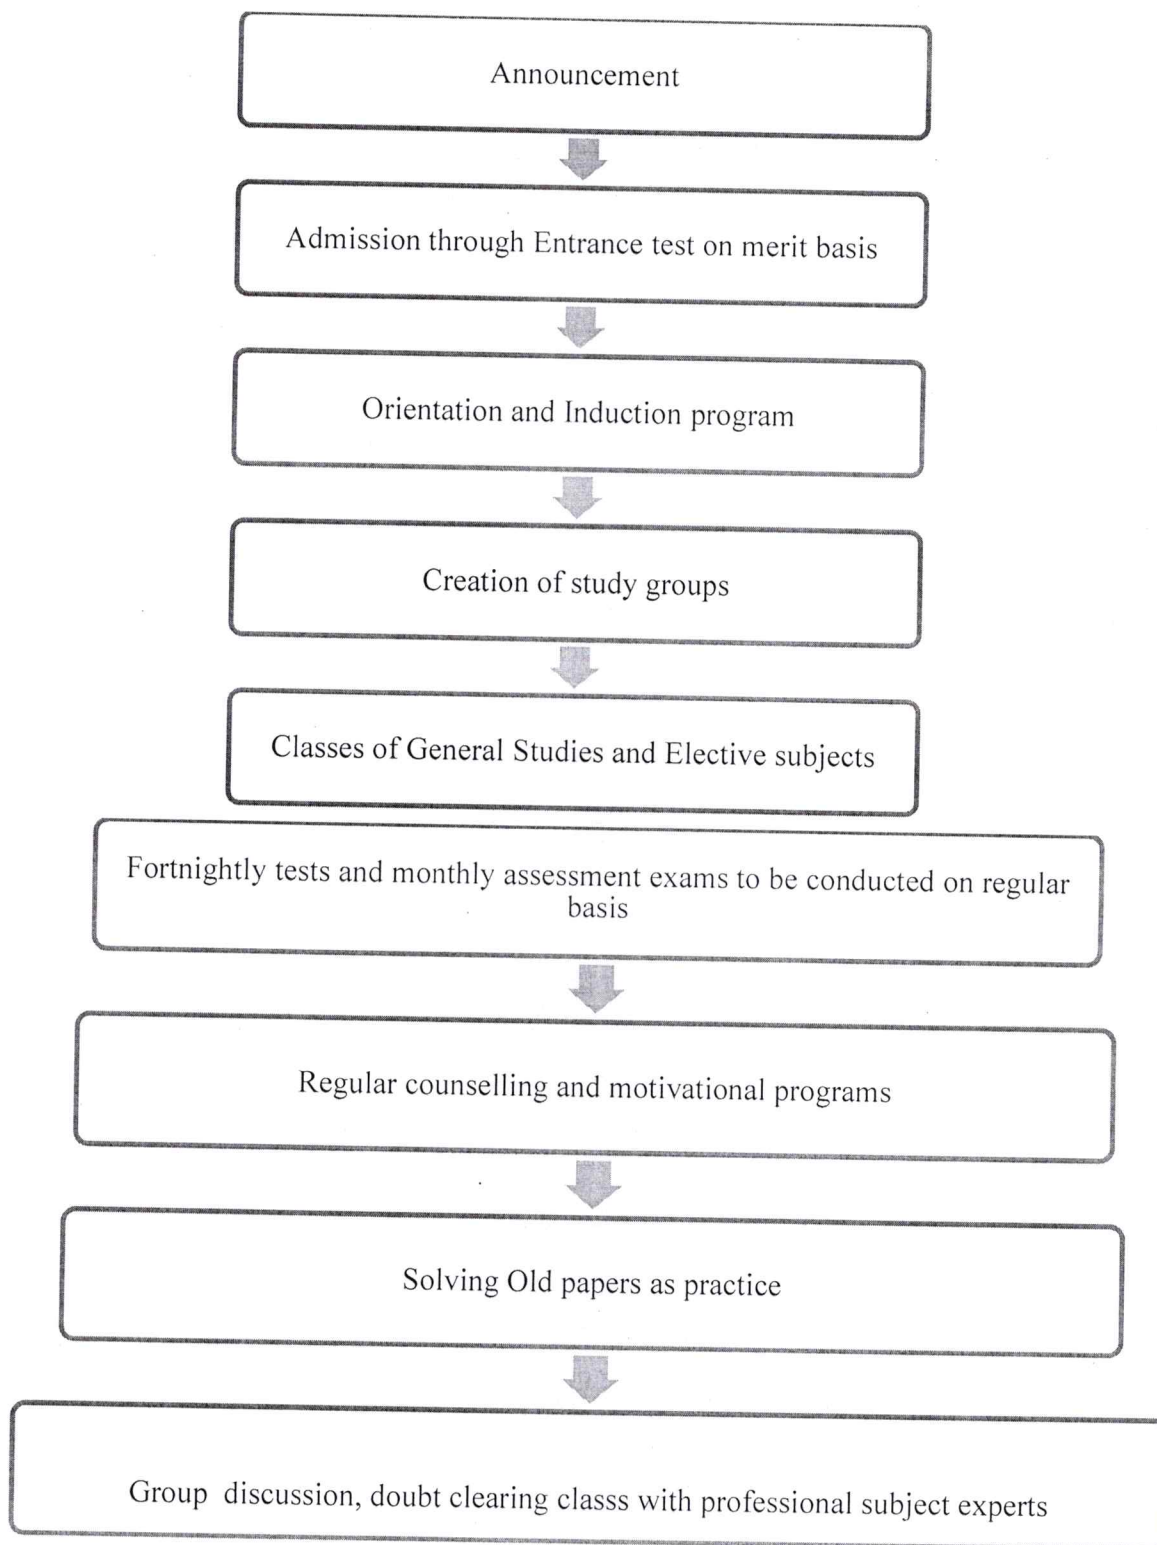 Announcement
Admission through Entrance test on merit basis
Orientation and Induction program
Creation of study groups
Classes of General Studies and Elective subjects
Fortnightly tests and monthly assessment exams to be conducted on regular
basis
Regular counselling and motivational programs
Solving Old papers as practice
Group discussion, doubt clearing classs with professional subject experts